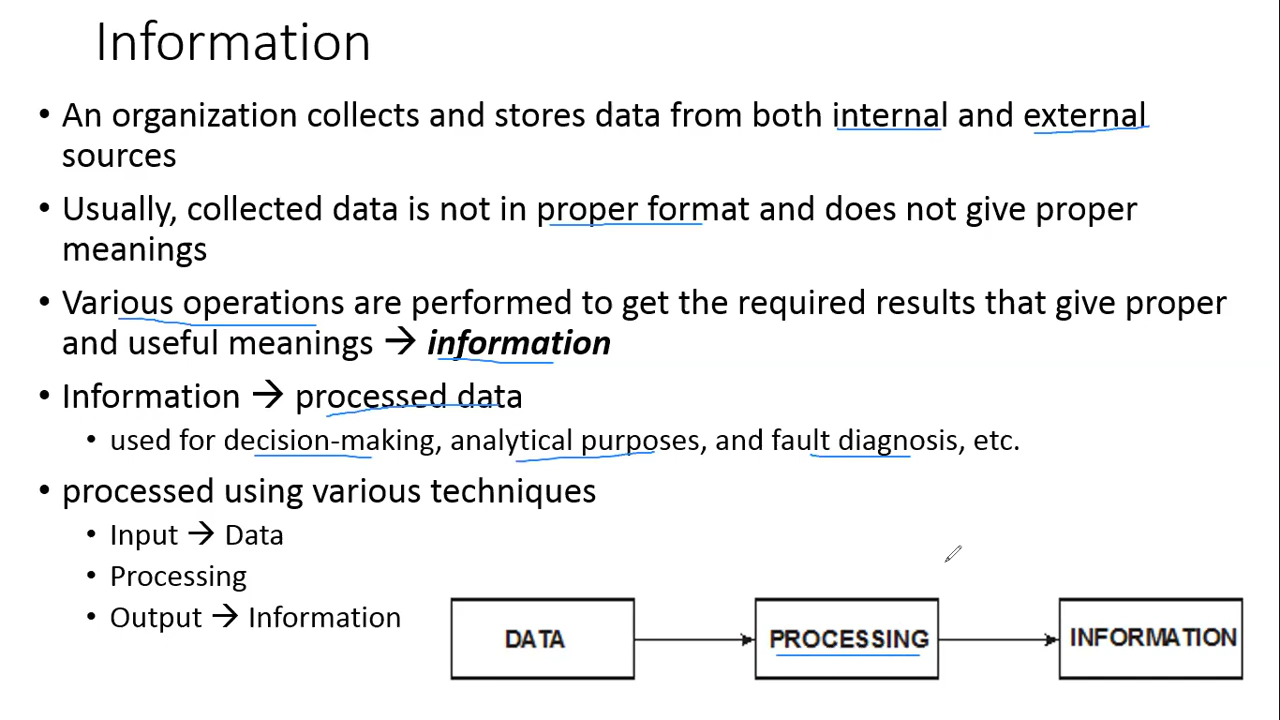 Information
• An organization collects and stores data from both internal and external
sources
• Usually, collected data is not in proper format and does not give proper
meanings
• Various operations are performed to get the required results that give proper
and useful meanings → information
• Information → processed data
• used for decision-making, analytical purposes, and fault diagnosis, etc.
• processed using various techniques
• Input → Data
• Processing
• Output → Information
DATA
PROCESSING
INFORMATION